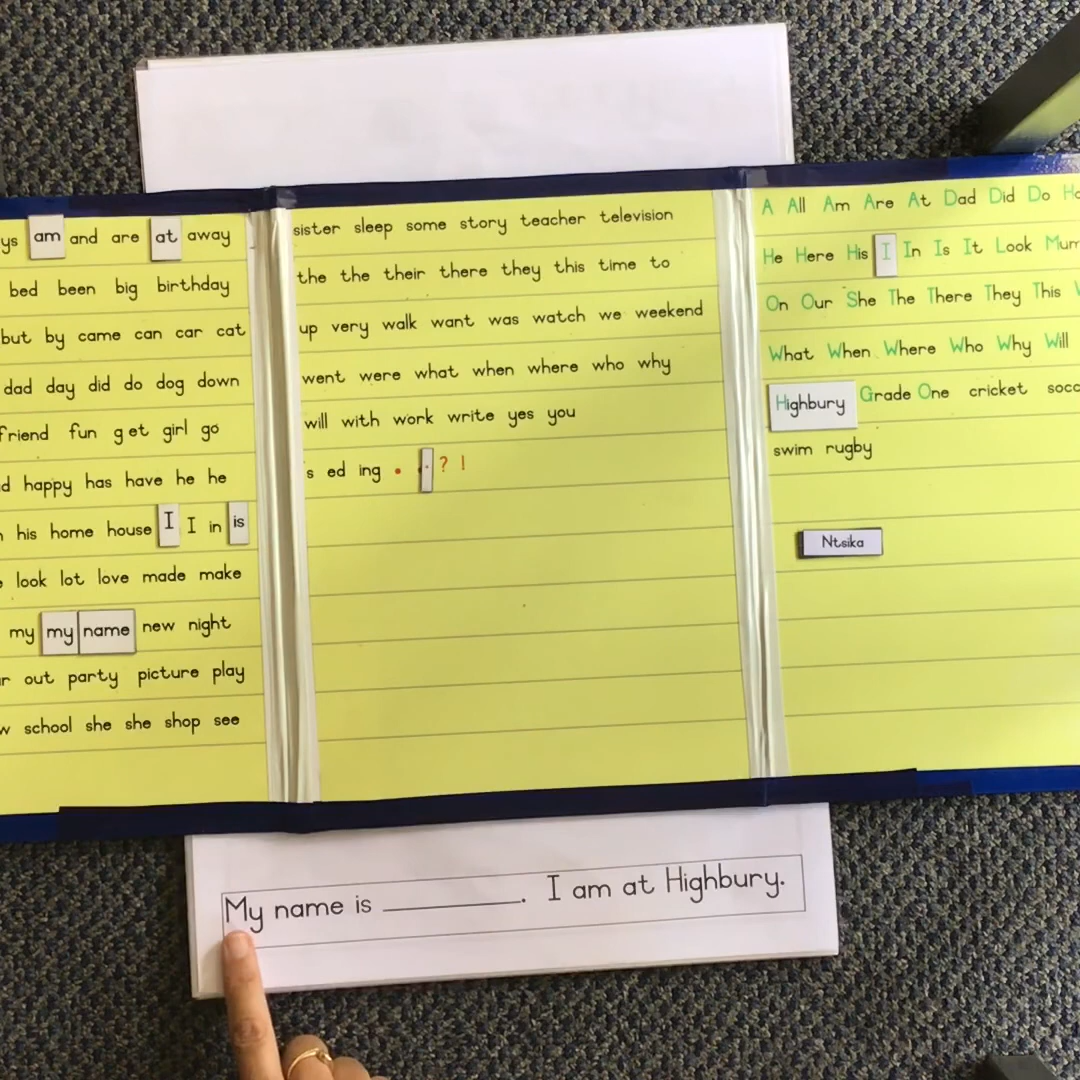 am and are at away
bed been big birthday
but by came can car cat
dad day did do dog down
friend fun get girl go
happy has have he he
his home house I I in is
look lot love made make
my my name new night
out party picture play
school she she shop see
sister sleep some story teacher television
the the their there they this time to
up very walk want was watch we weekend
went were what when where who why
will with work write yes you
s ed ing . . ? !
A All Am Are At Dad Did Do
He Here His I In Is It Look Mum
On Our She The There They This
What When Where Who Why Will
Highbury Grade One cricket
swim rugby
Ntsika
My name is __________. I am at Highbury.